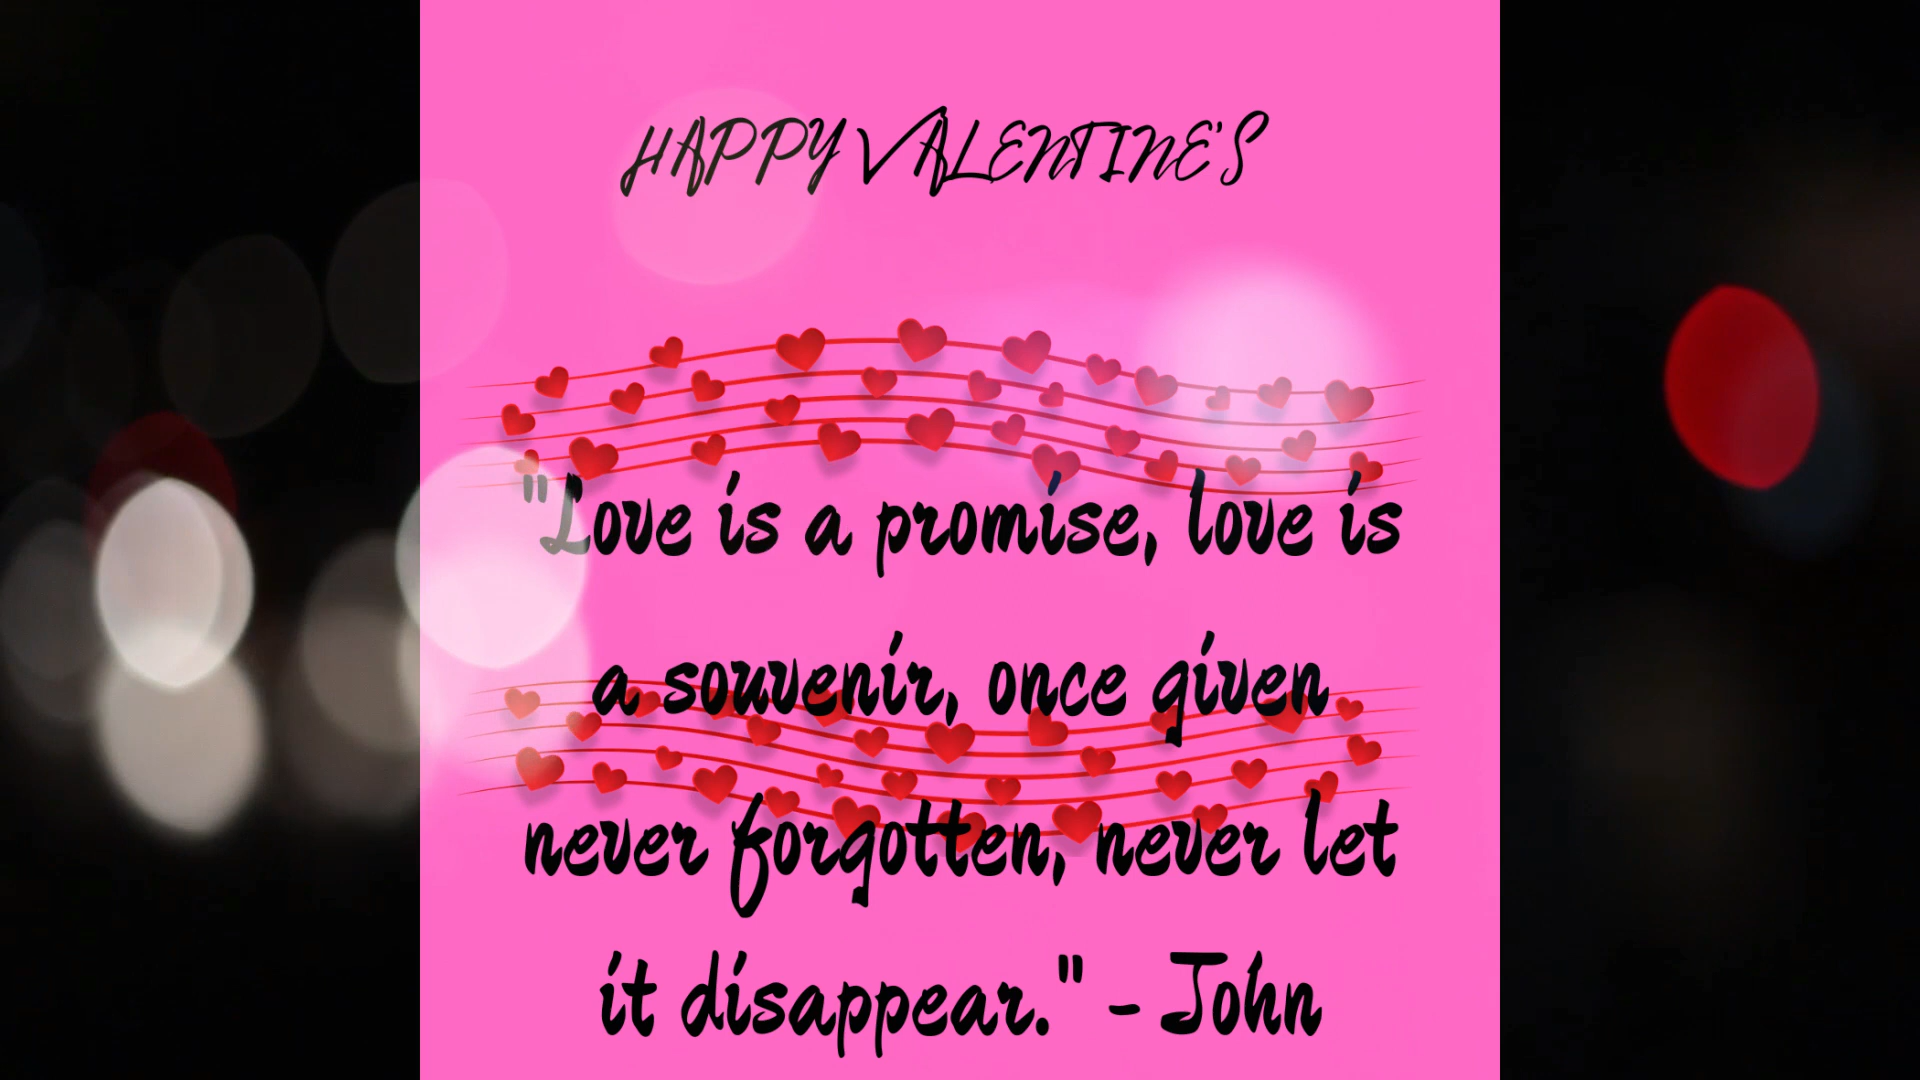 HAPPY VALENTINE'S
"Love is a promise, love is
a souvenir, once given
never forgotten, never let
it disappear." - John